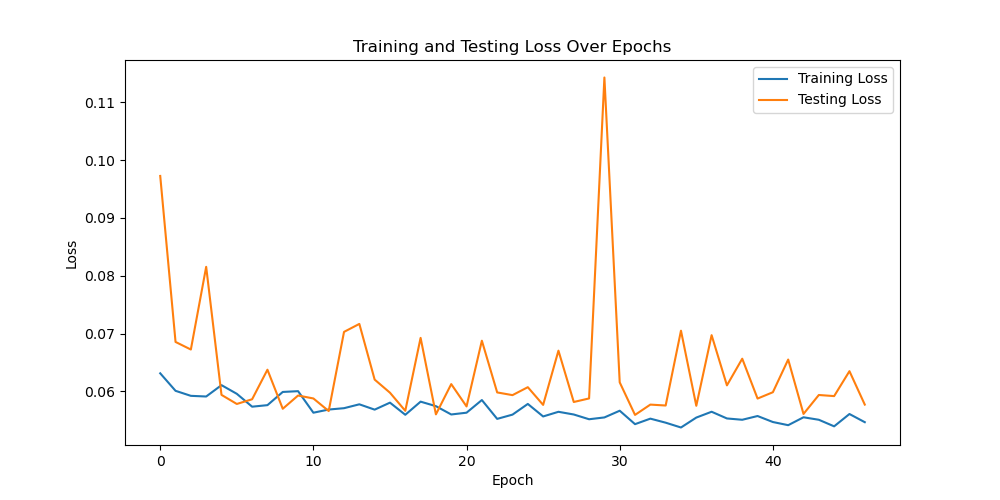 Training and Testing Loss Over Epochs
Training Loss
Testing Loss
0.11
0.10
0.09
0.08
0.07
0.06
Loss
0 10 20 30 40
Epoch